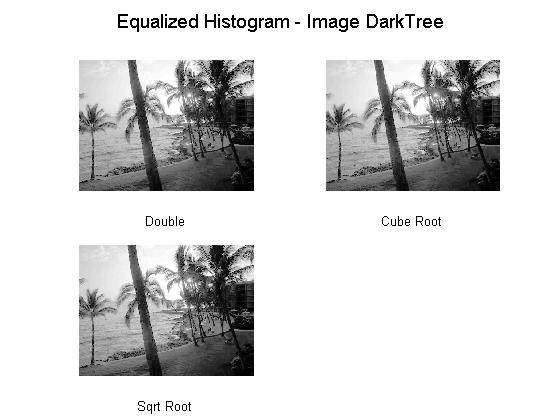 Equalized Histogram - Image DarkTree
Double
Cube Root
Sqrt Root